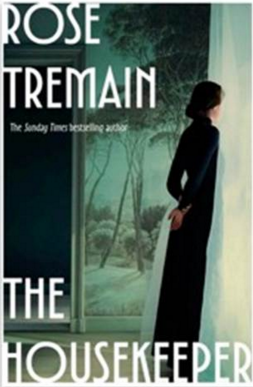 ROSE
TREMAIN
The Sunday Times bestselling author
THE
HOUSEKEEPER